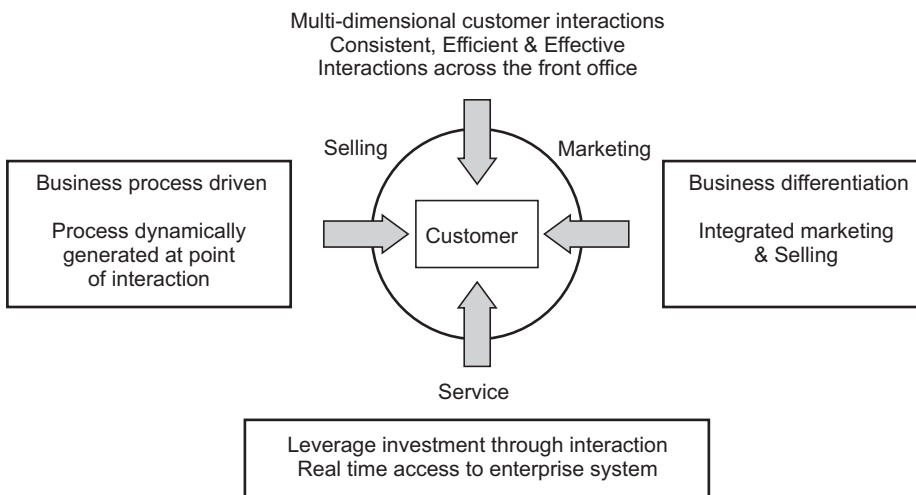 Multi-dimensional customer interactions
Consistent, Efficient & Effective
Interactions across the front office
Selling
Marketing
Business process driven
Process dynamically
generated at point
of interaction
Customer
Business differentiation
Integrated marketing
& Selling
Service
Leverage investment through interaction
Real time access to enterprise system